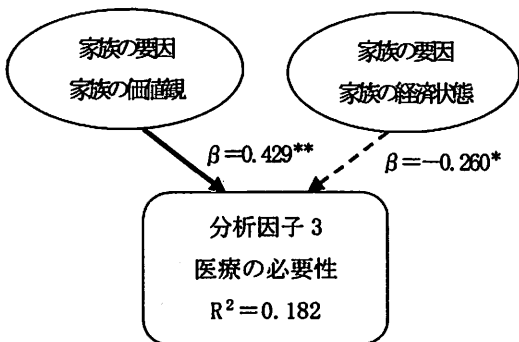 家族の要因
家族の価値観
家族の要因
家族の経済状態
β=0.429**
β=-0.260*
分析因子3
医療の必要性
R²=0.182